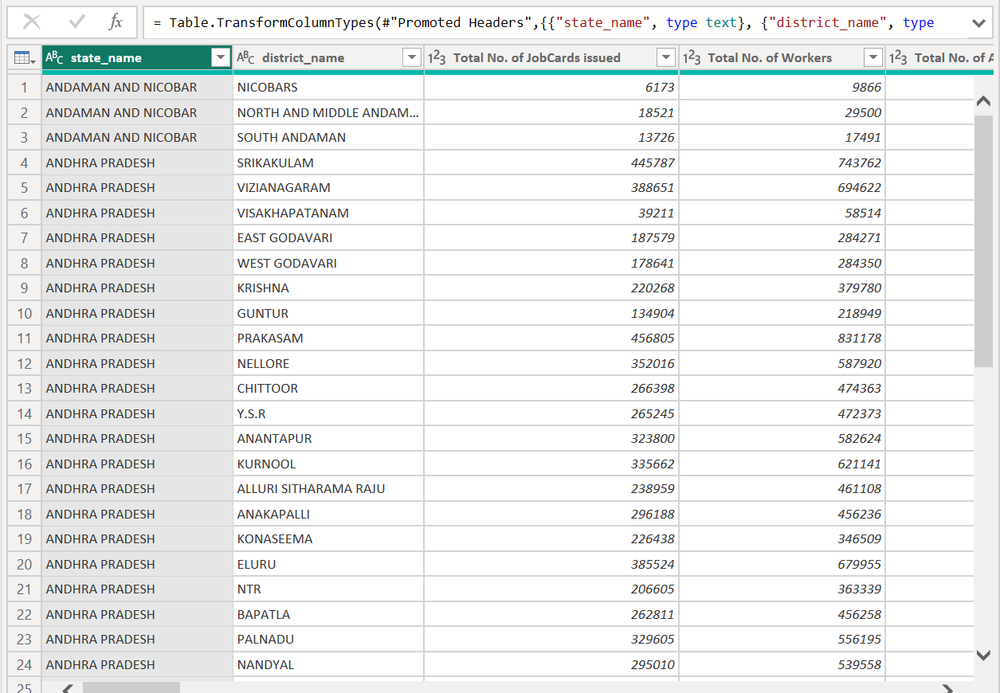 fx = Table.TransformColumnTypes(#"Promoted Headers",{{"state_name", type text}, {"district_name", type
ABC state_name ABC district_name 123 Total No. of JobCards issued 123 Total No. of Workers 123 Total No. of A
1 ANDAMAN AND NICOBAR NICOBARS 6173 9866
2 ANDAMAN AND NICOBAR NORTH AND MIDDLE ANDAM... 18521 29500
3 ANDAMAN AND NICOBAR SOUTH ANDAMAN 13726 17491
4 ANDHRA PRADESH SRIKAKULAM 445787 743762
5 ANDHRA PRADESH VIZIANAGARAM 388651 694622
6 ANDHRA PRADESH VISAKHAPATANAM 39211 58514
7 ANDHRA PRADESH EAST GODAVARI 187579 284271
8 ANDHRA PRADESH WEST GODAVARI 178641 284350
9 ANDHRA PRADESH KRISHNA 220268 379780
10 ANDHRA PRADESH GUNTUR 134904 218949
11 ANDHRA PRADESH PRAKASAM 456805 831178
12 ANDHRA PRADESH NELLORE 352016 587920
13 ANDHRA PRADESH CHITTOOR 266398 474363
14 ANDHRA PRADESH Y.S.R 265245 472373
15 ANDHRA PRADESH ANANTAPUR 323800 582624
16 ANDHRA PRADESH KURNOOL 335662 621141
17 ANDHRA PRADESH ALLURI SITHARAMA RAJU 238959 461108
18 ANDHRA PRADESH ANAKAPALLI 296188 456236
19 ANDHRA PRADESH KONASEEMA 226438 346509
20 ANDHRA PRADESH ELURU 385524 679955
21 ANDHRA PRADESH NTR 206605 363339
22 ANDHRA PRADESH BAPATLA 262811 456258
23 ANDHRA PRADESH PALNADU 329605 556195
24 ANDHRA PRADESH NANDYAL 295010 539558
25